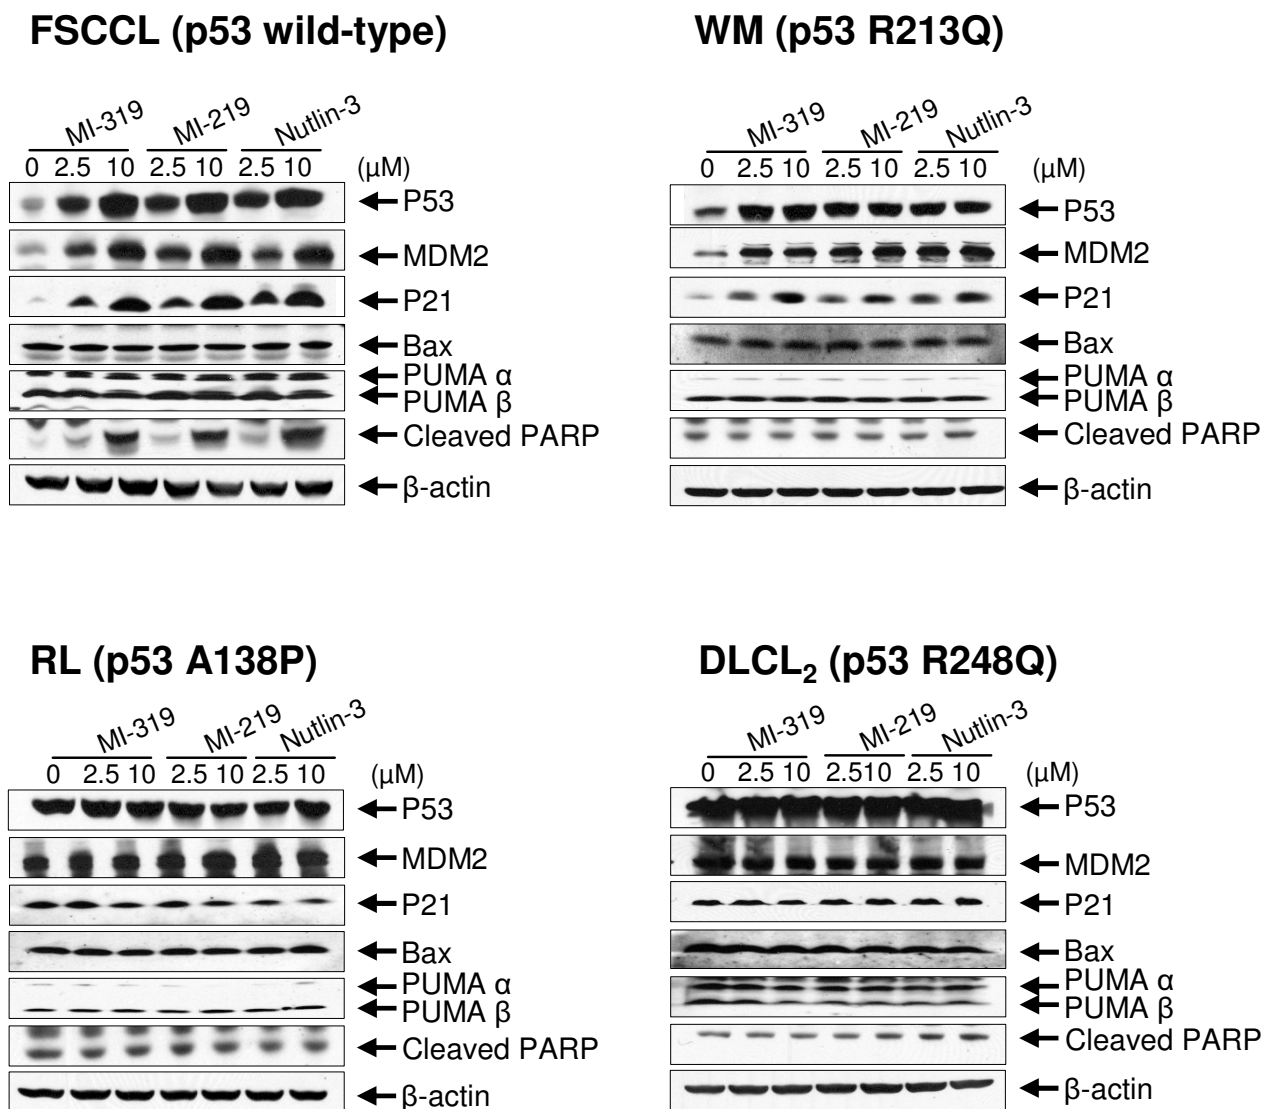 FSCCL (p53 wild-type)
MI-319 MI-219 Nutlin-3
0 2.5 10 2.5 10 2.5 10 (μM)
P53
MDM2
P21
Bax
PUMA α
PUMA β
Cleaved PARP
β-actin
WM (p53 R213Q)
MI-319 MI-219 Nutlin-3
0 2.5 10 2.5 10 2.5 10 (μM)
P53
MDM2
P21
Bax
PUMA α
PUMA β
Cleaved PARP
β-actin
RL (p53 A138P)
MI-319 MI-219 Nutlin-3
0 2.5 10 2.5 10 2.5 10 (μM)
P53
MDM2
P21
Bax
PUMA α
PUMA β
Cleaved PARP
β-actin
DLCL₂ (p53 R248Q)
MI-319 MI-219 Nutlin-3
0 2.5 10 2.5 10 2.5 10 (μM)
P53
MDM2
P21
Bax
PUMA α
PUMA β
Cleaved PARP
β-actin